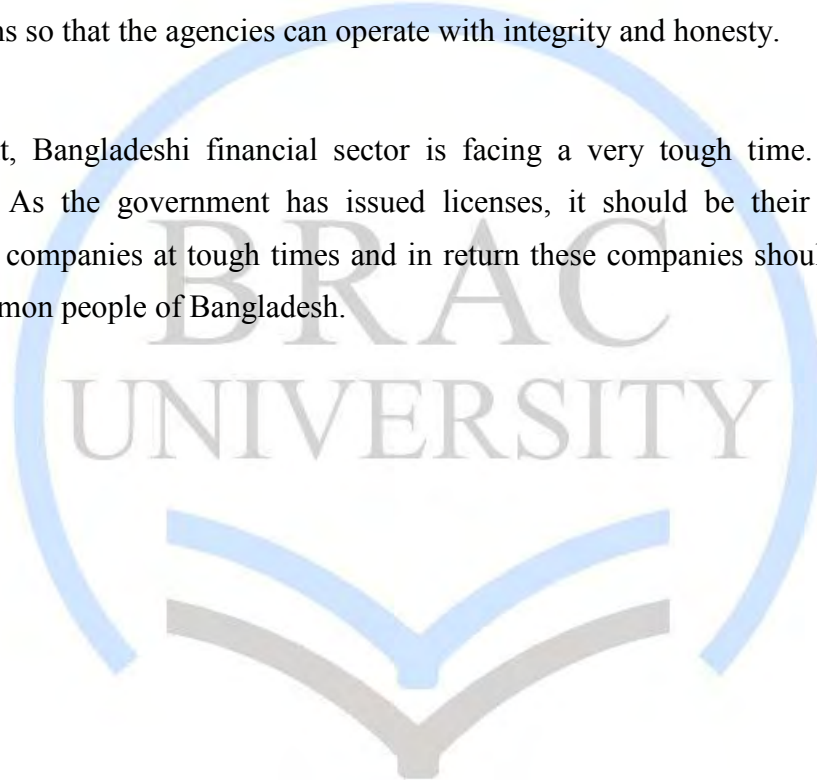 ns so that the agencies can operate with integrity and honesty.
t, Bangladeshi financial sector is facing a very tough time.
As the government has issued licenses, it should be their
companies at tough times and in return these companies shoul
mon people of Bangladesh.
BRAC
UNIVERSITY